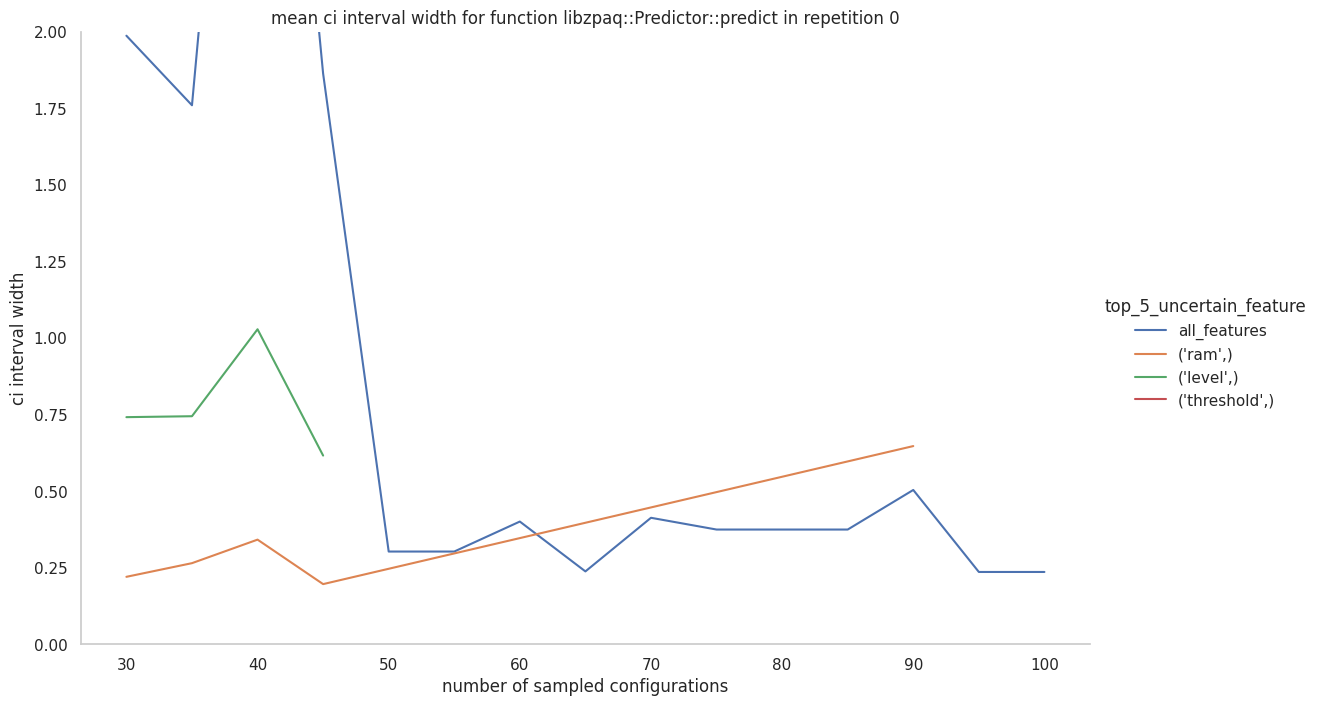 mean ci interval width for function libzpaq::Predictor::predict in repetition 0
2.00
1.75
1.50
1.25
1.00
0.75
0.50
0.25
0.00
ci interval width
30 40 50 60 70 80 90 100
number of sampled configurations
top_5_uncertain_feature
all_features
('ram',)
('level',)
('threshold',)